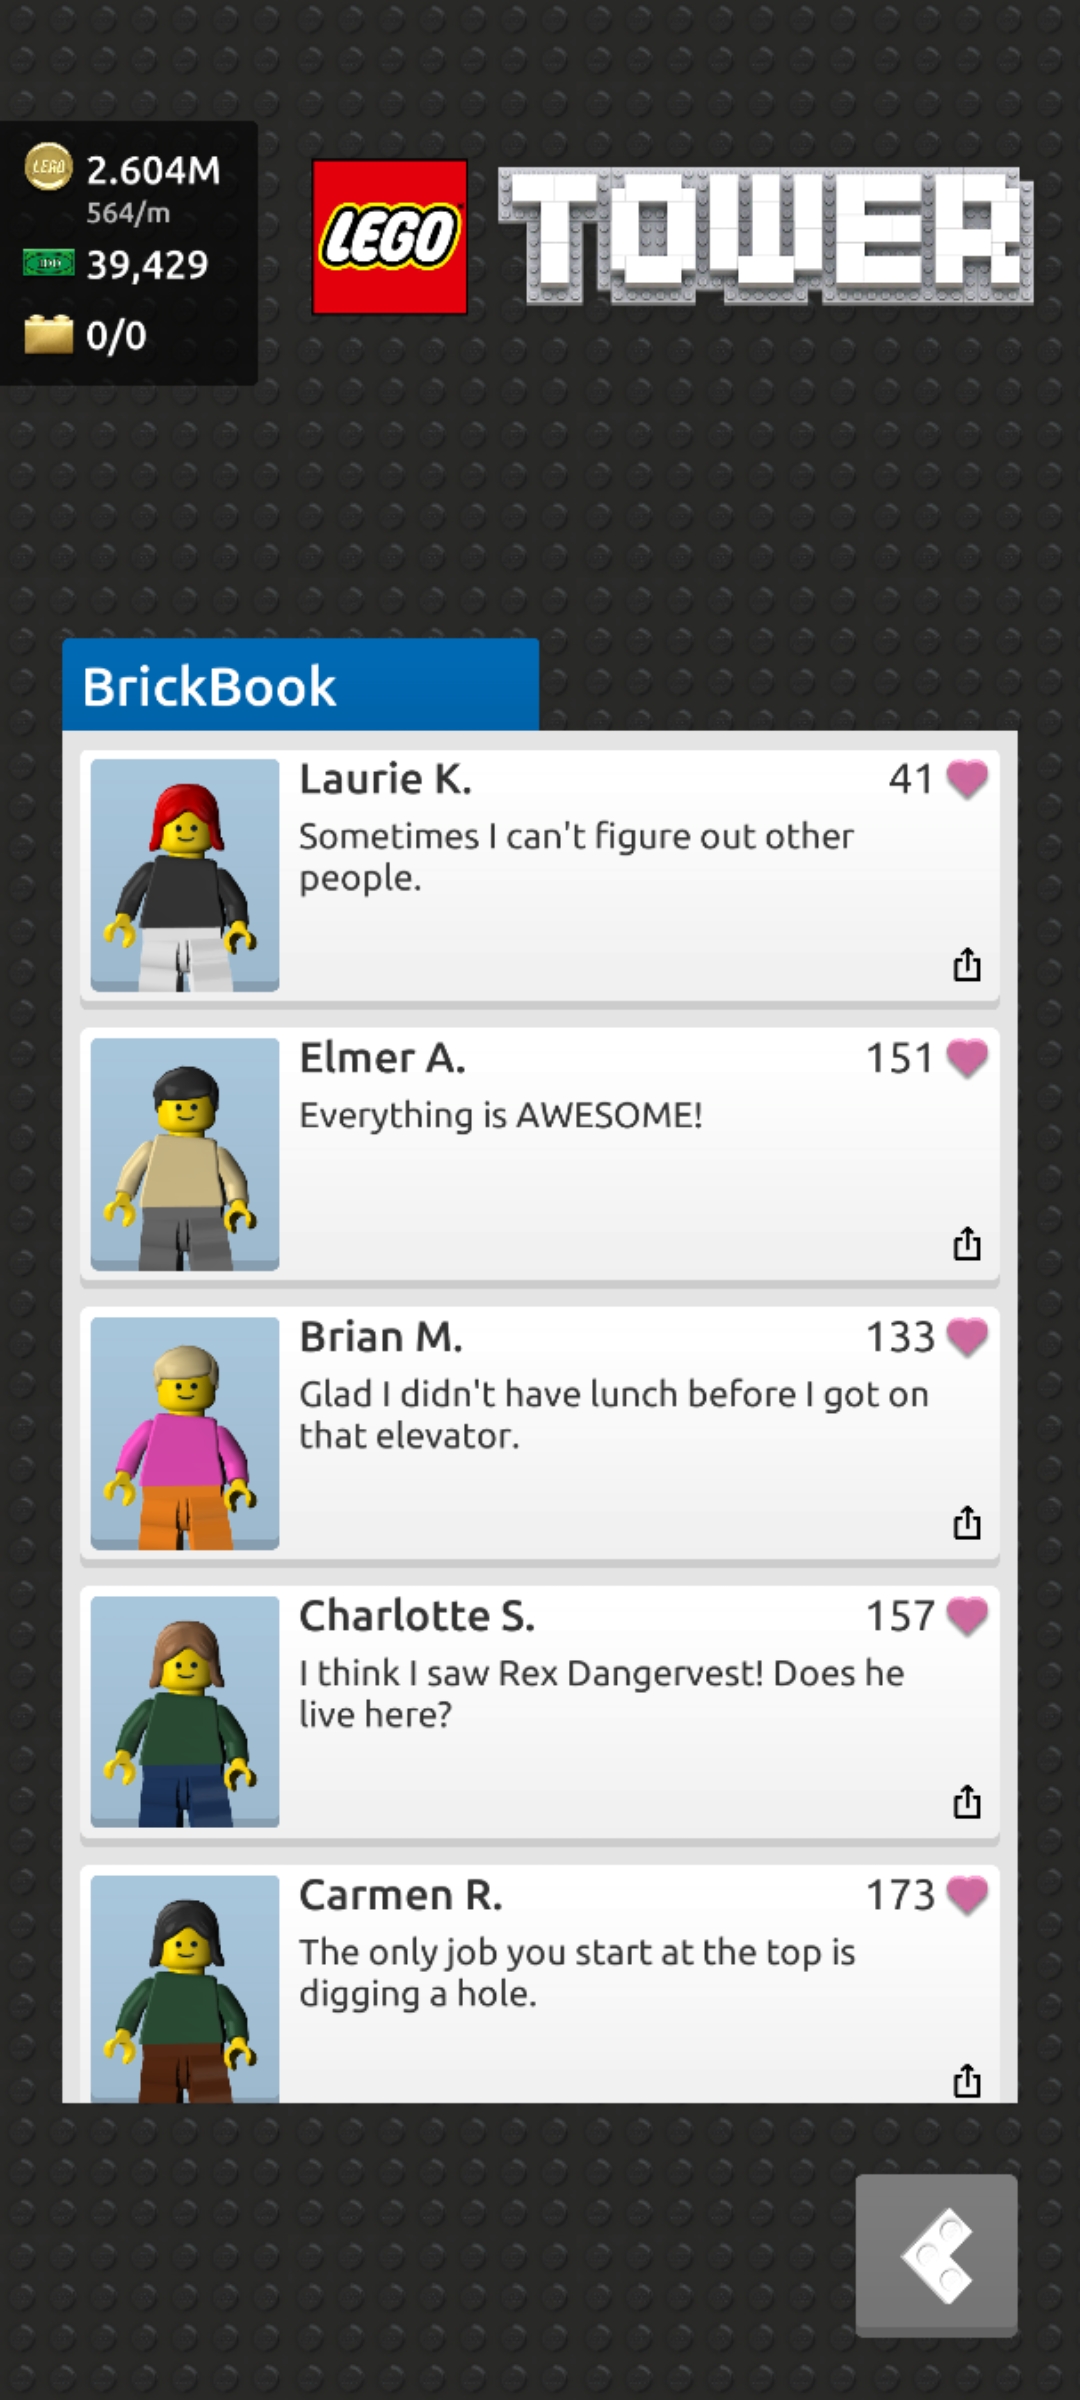 LEGO
2.604M
564/m
39,429
0/0
LEGO
TOWER
BrickBook
Laurie K.
41
Sometimes I can't figure out other
people.
Elmer A.
151
Everything is AWESOME!
Brian M.
133
Glad I didn't have lunch before I got on
that elevator.
Charlotte S.
157
I think I saw Rex Dangervest! Does he
live here?
Carmen R.
173
The only job you start at the top is
digging a hole.